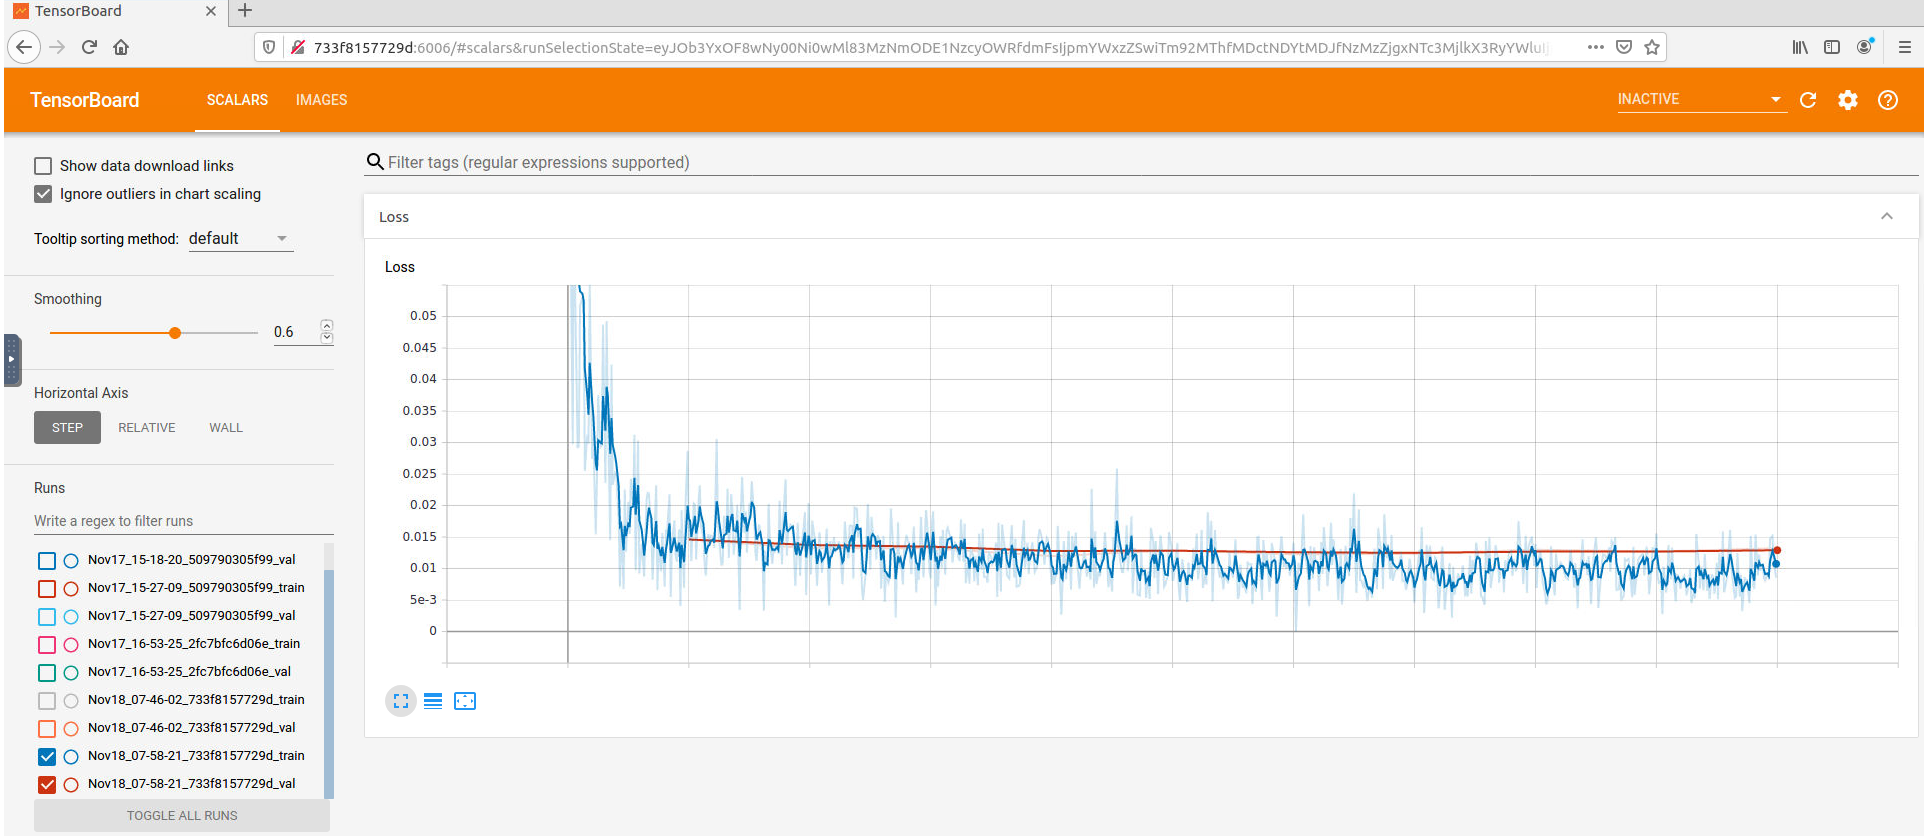 TensorBoard
733f8157729d:6006/#scalars&runSelectionState=eyJOb3YxOF8wNy00Ni0wMl83MzNmODE1NzcyOWRfdmFsIjpmYWxzZSwiTm92MThfMDctNDYtMDJfNzMzZjgxNTc3MjlkX3RyYWluIj
TensorBoard SCALARS IMAGES INACTIVE
Show data download links
Ignore outliers in chart scaling
Tooltip sorting method: default
Smoothing
0.6
Horizontal Axis
STEP RELATIVE WALL
Runs
Write a regex to filter runs
Nov17_15-18-20_509790305f99_val
Nov17_15-27-09_509790305f99_train
Nov17_15-27-09_509790305f99_val
Nov17_16-53-25_2fc7bfc6d06e_train
Nov17_16-53-25_2fc7bfc6d06e_val
Nov18_07-46-02_733f8157729d_train
Nov18_07-46-02_733f8157729d_val
Nov18_07-58-21_733f8157729d_train
Nov18_07-58-21_733f8157729d_val
TOGGLE ALL RUNS
Filter tags (regular expressions supported)
Loss
Loss
0.05
0.045
0.04
0.035
0.03
0.025
0.02
0.015
0.01
5e-3
0